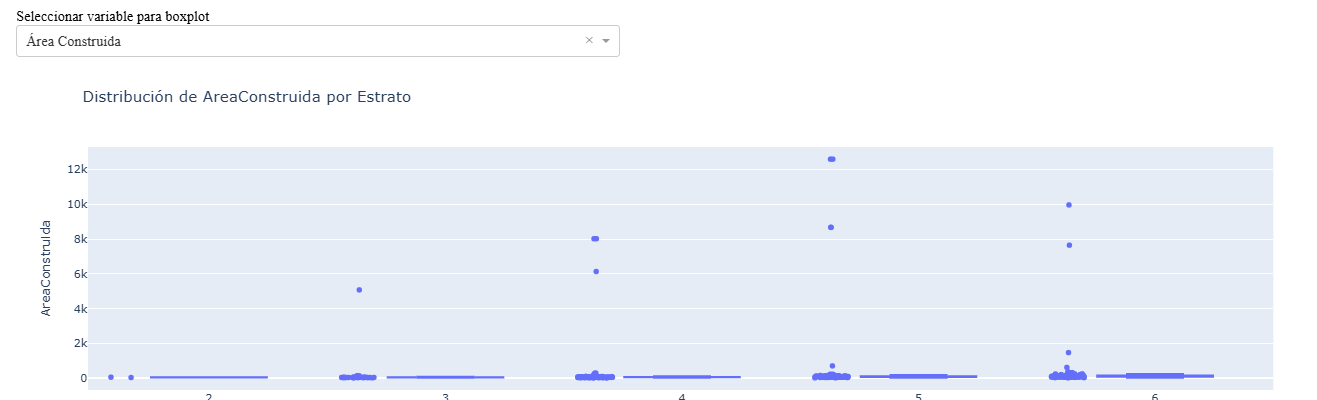 Seleccionar variable para boxplot
Área Construida × 
Distribución de AreaConstruida por Estrato
12k
10k
8k
6k
4k
2k
0
AreaConstruida
2 3 4 5 6